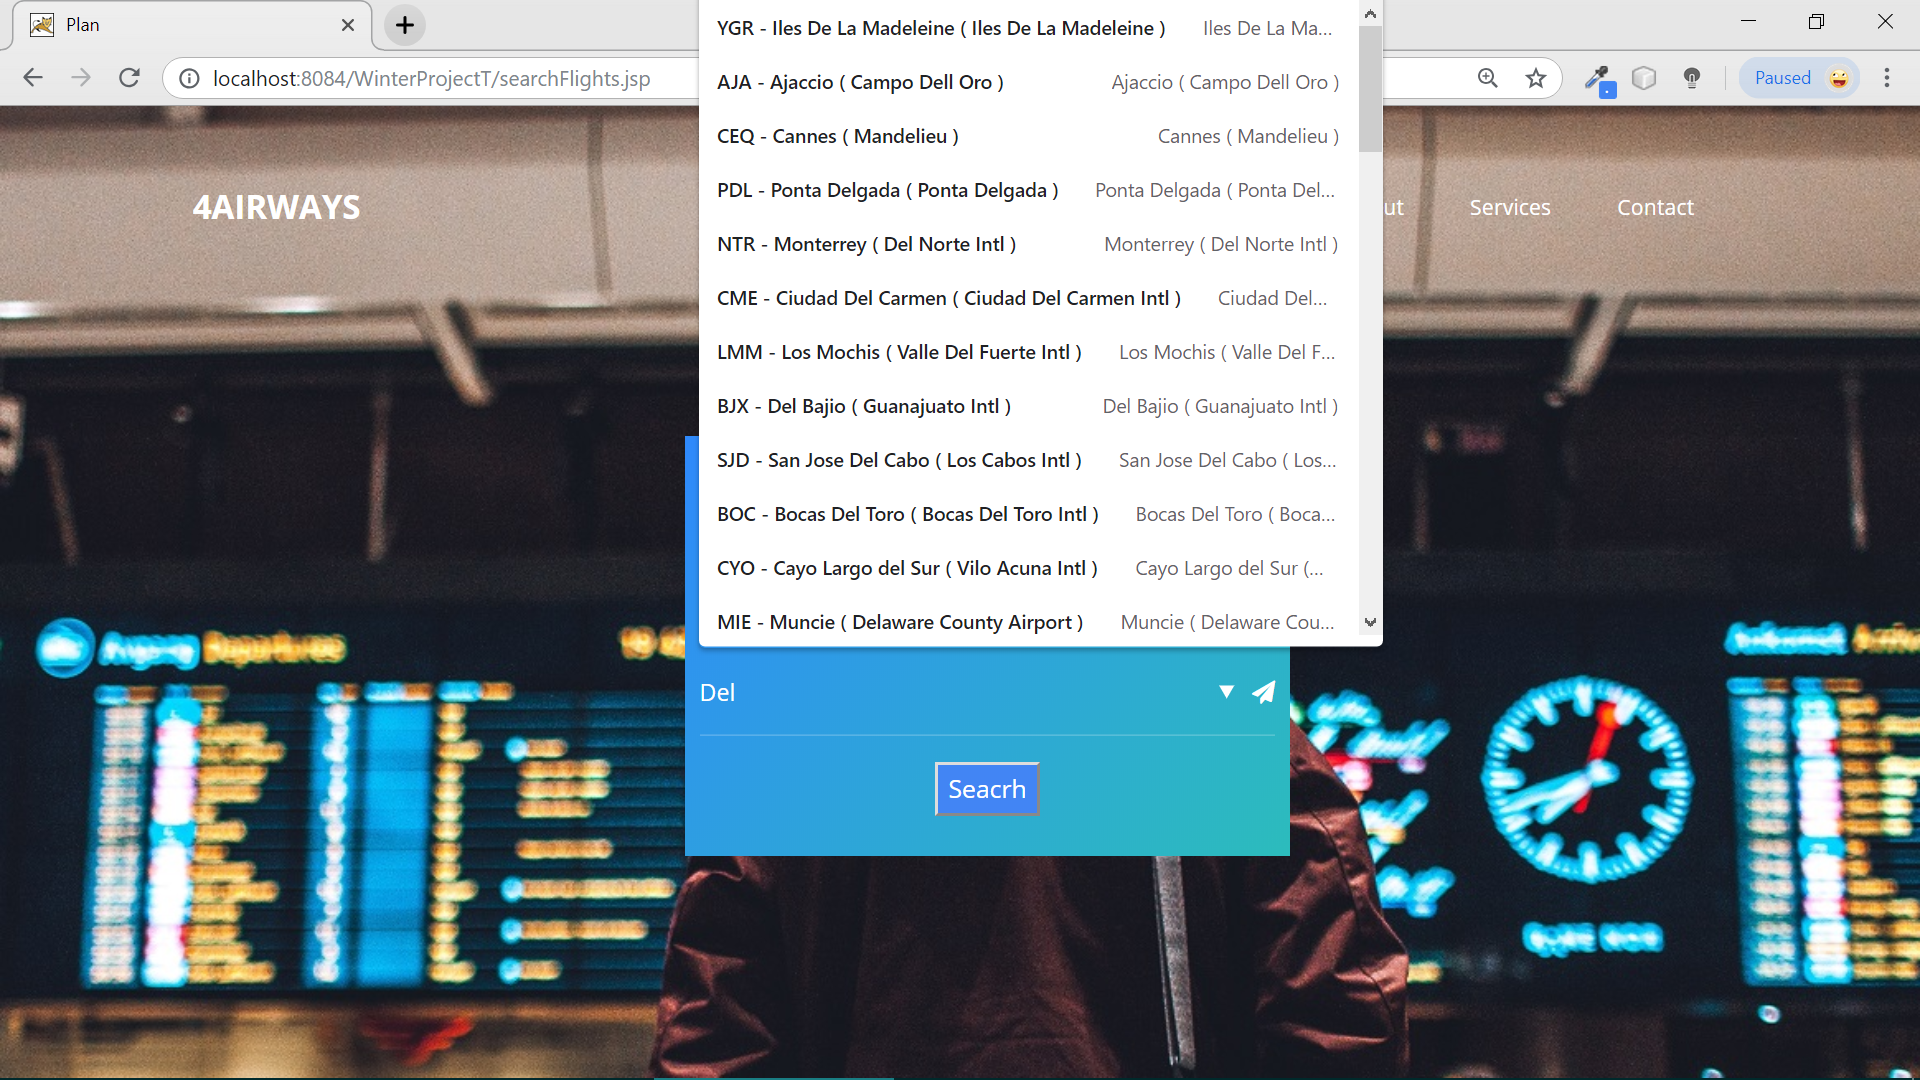 Plan
localhost:8084/WinterProjectT/searchFlights.jsp
Paused
4AIRWAYS
ut Services Contact
YGR - Iles De La Madeleine ( Iles De La Madeleine ) Iles De La Ma...
AJA - Ajaccio ( Campo Dell Oro ) Ajaccio ( Campo Dell Oro )
CEQ - Cannes ( Mandelieu ) Cannes ( Mandelieu )
PDL - Ponta Delgada ( Ponta Delgada ) Ponta Delgada ( Ponta Del...
NTR - Monterrey ( Del Norte Intl ) Monterrey ( Del Norte Intl )
CME - Ciudad Del Carmen ( Ciudad Del Carmen Intl ) Ciudad Del...
LMM - Los Mochis ( Valle Del Fuerte Intl ) Los Mochis ( Valle Del F...
BJX - Del Bajio ( Guanajuato Intl ) Del Bajio ( Guanajuato Intl )
SJD - San Jose Del Cabo ( Los Cabos Intl ) San Jose Del Cabo ( Los...
BOC - Bocas Del Toro ( Bocas Del Toro Intl ) Bocas Del Toro ( Boca...
CYO - Cayo Largo del Sur ( Vilo Acuna Intl ) Cayo Largo del Sur (...
MIE - Muncie ( Delaware County Airport ) Muncie ( Delaware Cou...
Del
Seacrh